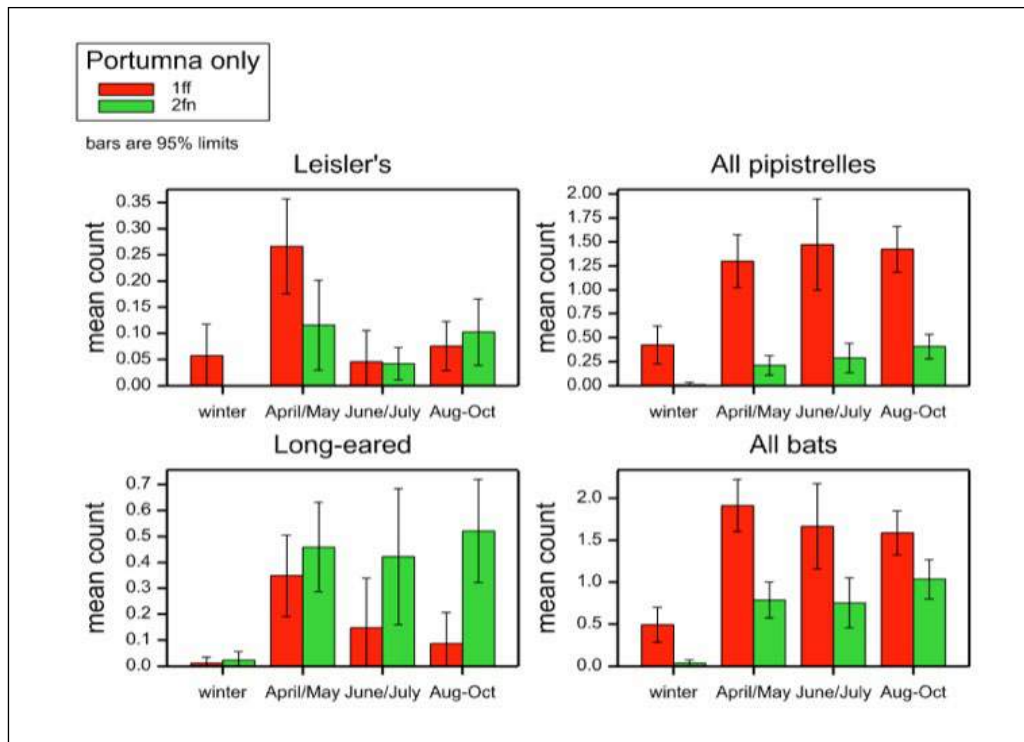 Portumna only
1ff
2fn
bars are 95% limits
Leisler's
mean count
0.35
0.30
0.25
0.20
0.15
0.10
0.05
0.00
winter April/May June/July Aug-Oct
All pipistrelles
mean count
2.00
1.75
1.50
1.25
1.00
0.75
0.50
0.25
0.00
winter April/May June/July Aug-Oct
Long-eared
mean count
0.7
0.6
0.5
0.4
0.3
0.2
0.1
0.0
winter April/May June/July Aug-Oct
All bats
mean count
2.0
1.5
1.0
0.5
0.0
winter April/May June/July Aug-Oct